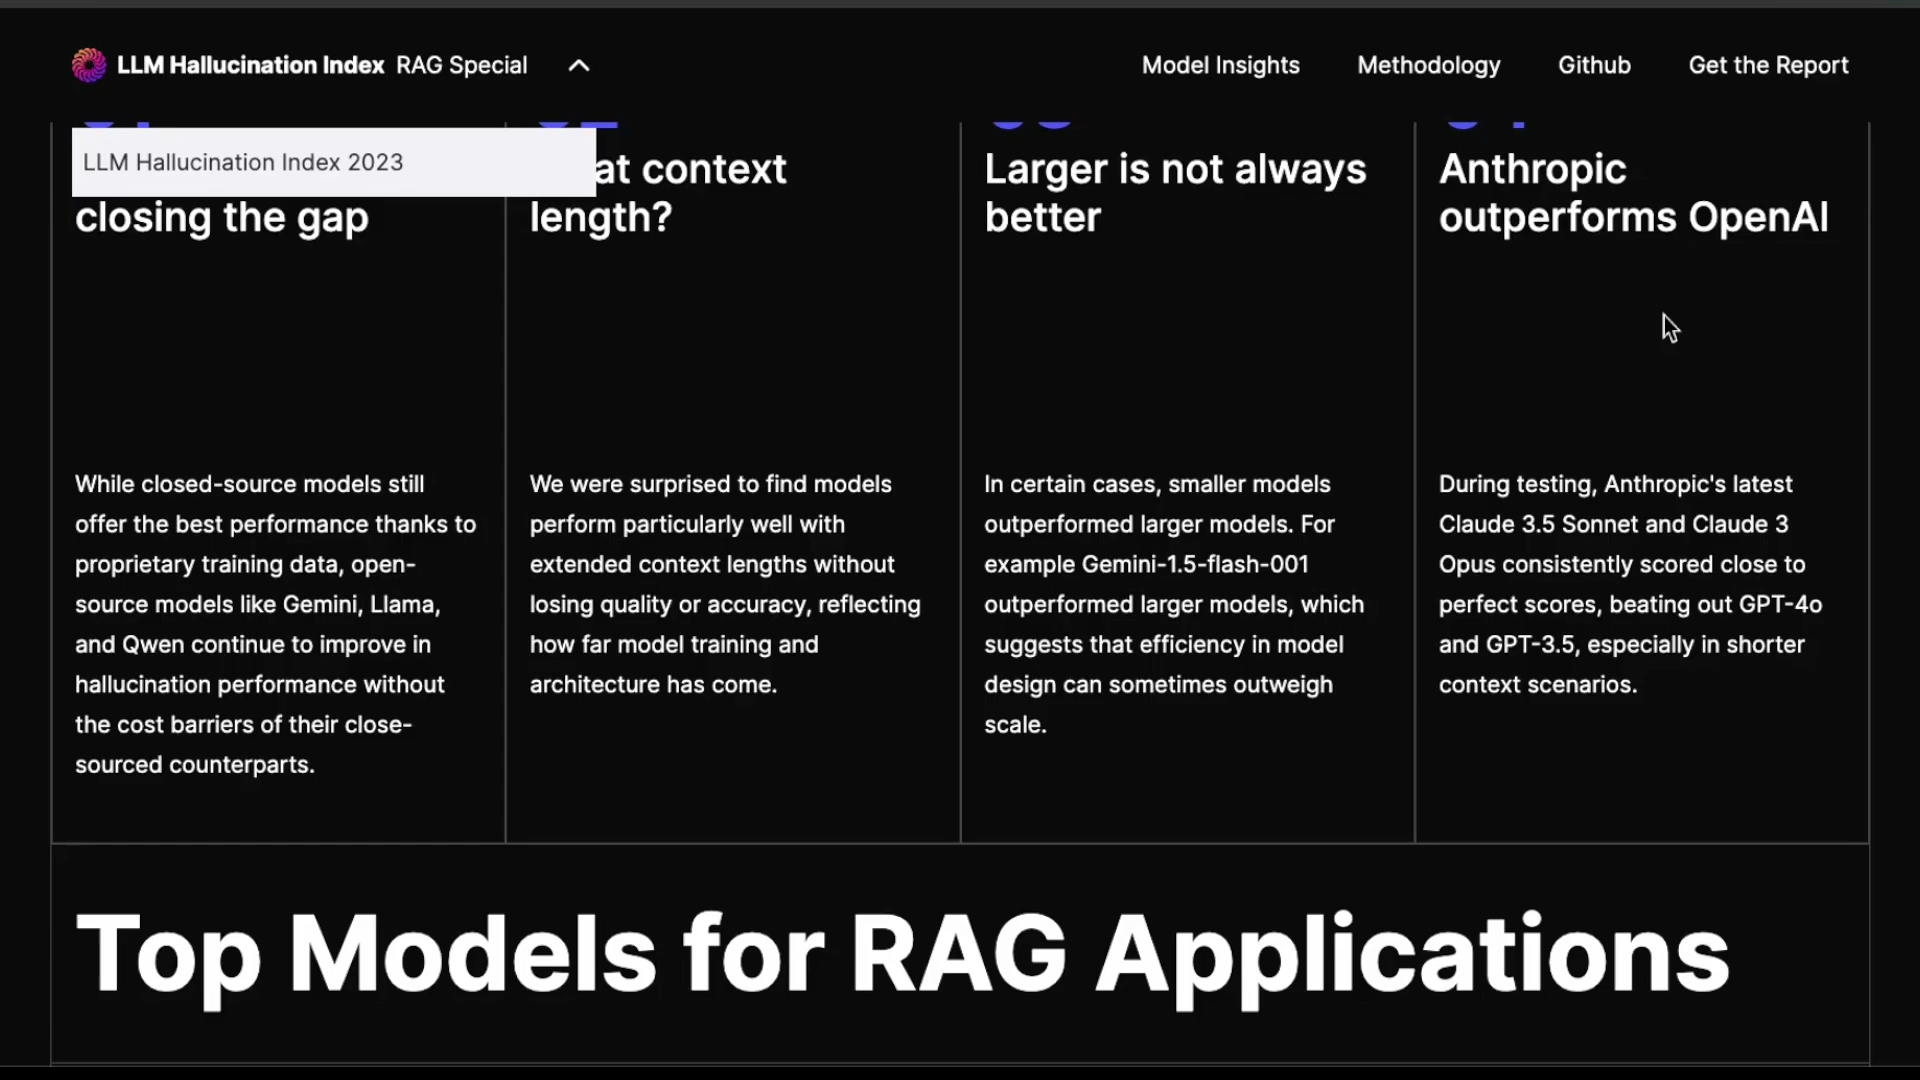 LLM Hallucination Index RAG Special
Model Insights
Methodology
Github
Get the Report
LLM Hallucination Index 2023
closing the gap
While closed-source models still
offer the best performance thanks to
proprietary training data, open-
source models like Gemini, Llama,
and Qwen continue to improve in
hallucination performance without
the cost barriers of their close-
sourced counterparts.
at context
length?
We were surprised to find models
perform particularly well with
extended context lengths without
losing quality or accuracy, reflecting
how far model training and
architecture has come.
Larger is not always
better
In certain cases, smaller models
outperformed larger models. For
example Gemini-1.5-flash-001
outperformed larger models, which
suggests that efficiency in model
design can sometimes outweigh
scale.
Anthropic
outperforms OpenAI
During testing, Anthropic's latest
Claude 3.5 Sonnet and Claude 3
Opus consistently scored close to
perfect scores, beating out GPT-4o
and GPT-3.5, especially in shorter
context scenarios.
Top Models for RAG Applications